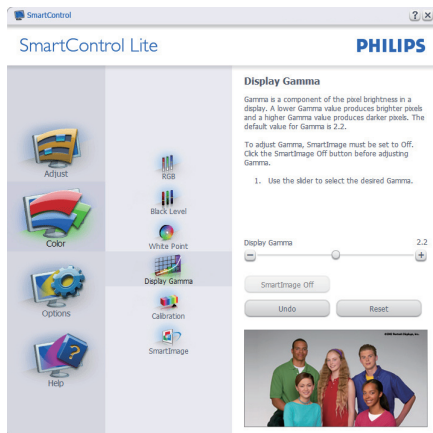 SmartControl
? x
SmartControl Lite
PHILIPS
Adjust
Color
Options
Help
RGB
Black Level
White Point
Display Gamma
Calibration
SmartImage
Display Gamma
Gamma is a component of the pixel brightness in a
display. A lower Gamma value produces brighter pixels
and a higher Gamma value produces darker pixels. The
default value for Gamma is 2.2.
To adjust Gamma, SmartImage must be set to Off.
Click the SmartImage Off button before adjusting
Gamma.
1. Use the slider to select the desired Gamma.
Display Gamma 2.2
SmartImage Off
Undo Reset